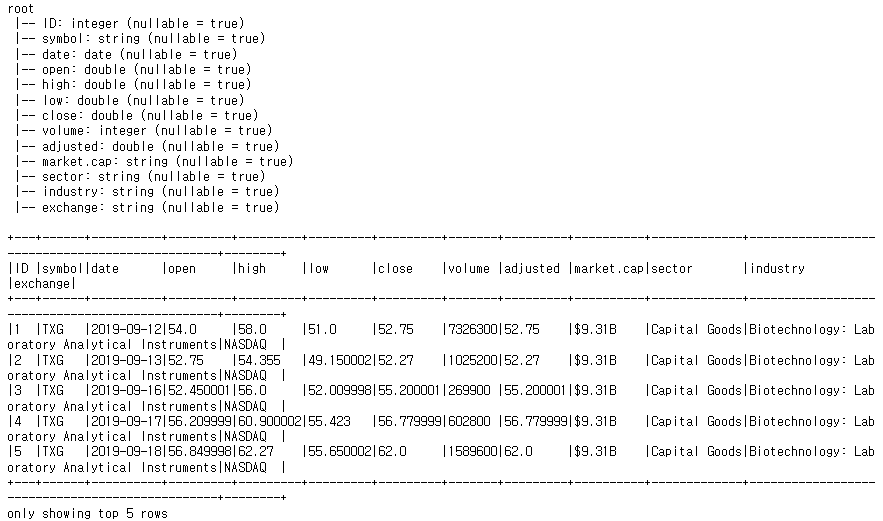 root
 |-- ID: integer (nullable = true)
 |-- symbol: string (nullable = true)
 |-- date: date (nullable = true)
 |-- open: double (nullable = true)
 |-- high: double (nullable = true)
 |-- low: double (nullable = true)
 |-- close: double (nullable = true)
 |-- volume: integer (nullable = true)
 |-- adjusted: double (nullable = true)
 |-- market.cap: string (nullable = true)
 |-- sector: string (nullable = true)
 |-- industry: string (nullable = true)
 |-- exchange: string (nullable = true)

+---+------+----------+---------+---------+---------+---------+-------+---------+----------+-------------+------------------
------------------------------+--------+
|ID |symbol|date      |open     |high     |low      |close    |volume |adjusted |market.cap|sector       |industry
|exchange|
+---+------+----------+---------+---------+---------+---------+-------+---------+----------+-------------+------------------
------------------------------+--------+
|1  |TXG   |2019-09-12|54.0     |58.0     |51.0     |52.75    |7326300|52.75    |$9.31B    |Capital Goods|Biotechnology: Lab
oratory Analytical Instruments|NASDAQ  |
|2  |TXG   |2019-09-13|52.75    |54.355   |49.150002|52.27    |1025200|52.27    |$9.31B    |Capital Goods|Biotechnology: Lab
oratory Analytical Instruments|NASDAQ  |
|3  |TXG   |2019-09-16|52.450001|56.0     |52.009998|55.200001|269900 |55.200001|$9.31B    |Capital Goods|Biotechnology: Lab
oratory Analytical Instruments|NASDAQ  |
|4  |TXG   |2019-09-17|56.209999|60.900002|55.423   |56.779999|602800 |56.779999|$9.31B    |Capital Goods|Biotechnology: Lab
oratory Analytical Instruments|NASDAQ  |
|5  |TXG   |2019-09-18|56.849998|62.27    |55.650002|62.0     |1589600|62.0     |$9.31B    |Capital Goods|Biotechnology: Lab
oratory Analytical Instruments|NASDAQ  |
+---+------+----------+---------+---------+---------+---------+-------+---------+----------+-------------+------------------
------------------------------+--------+
only showing top 5 rows